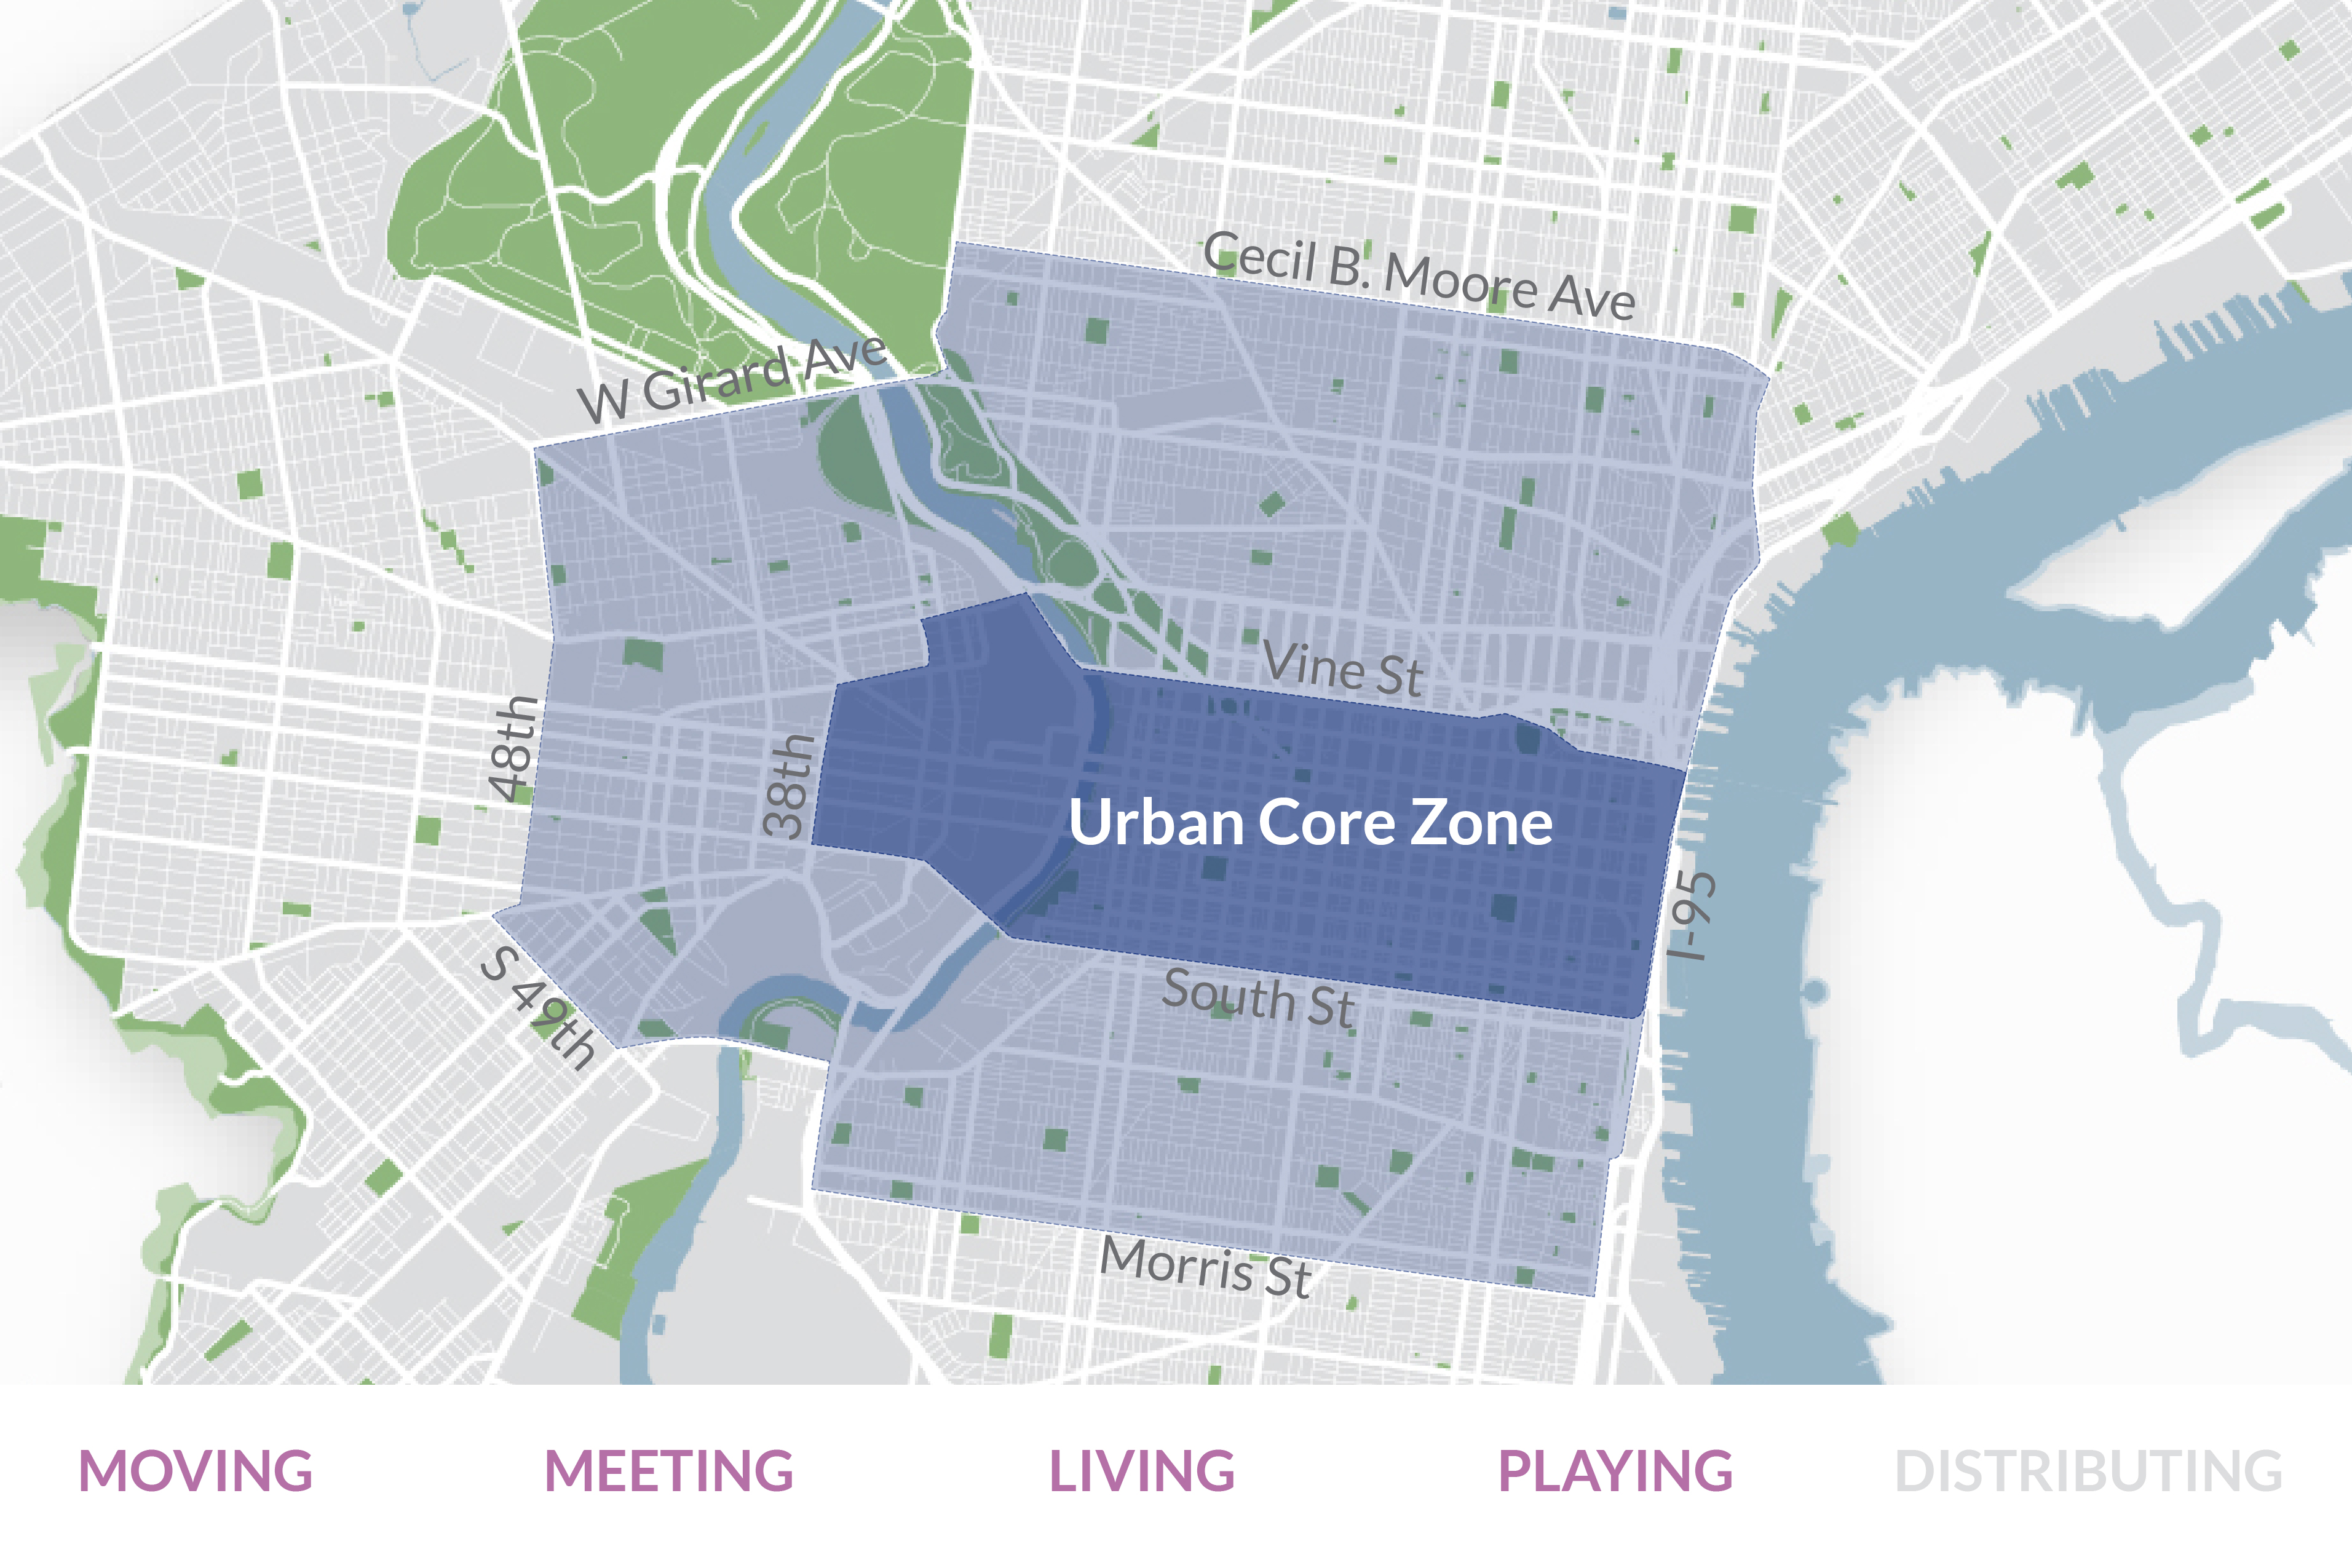 Cecil B. Moore Ave
W Girard Ave
Vine St
48th
38th
Urban Core Zone
I-95
S 49th
South St
Morris St
MOVING
MEETING
LIVING
PLAYING
DISTRIBUTING